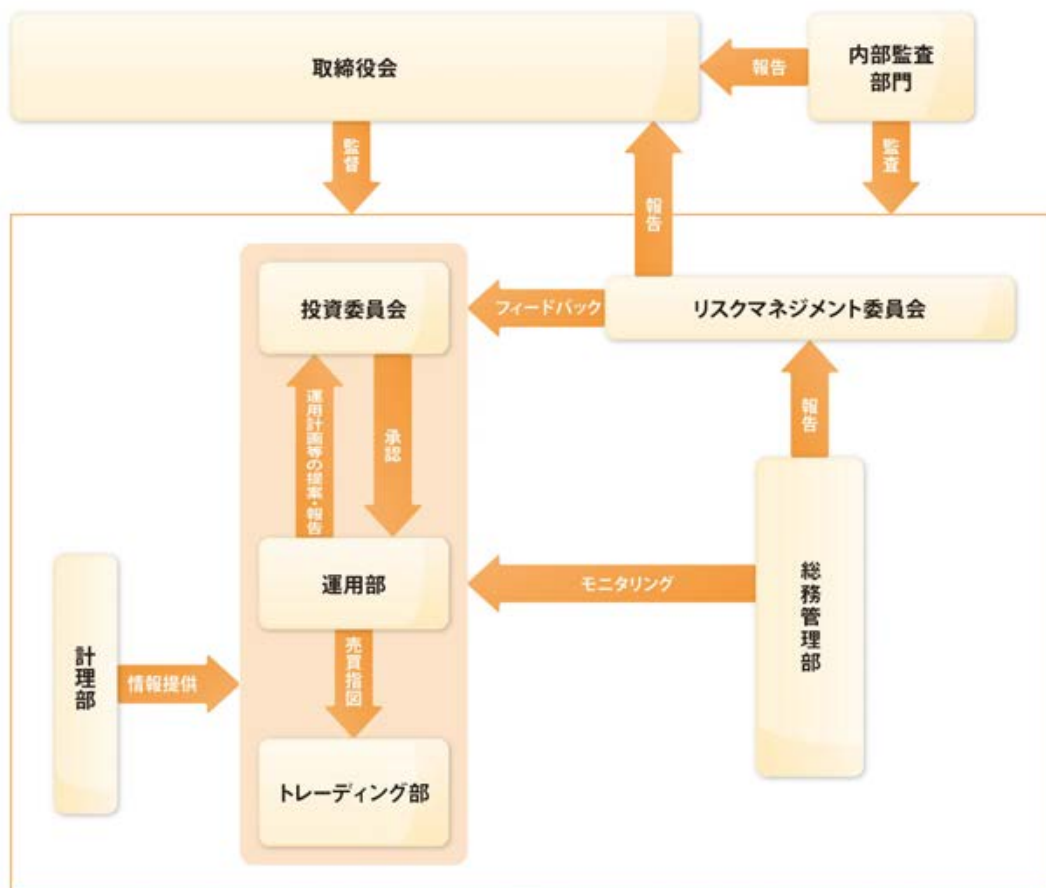 取締役会
報告
内部監査
部門
監督
監査
報告
投資委員会
フィードバック
リスクマネジメント委員会
運用計画等の提案・報告
承認
報告
運用部
モニタリング
総務管理部
計理部
情報提供
売買指図
トレーディング部